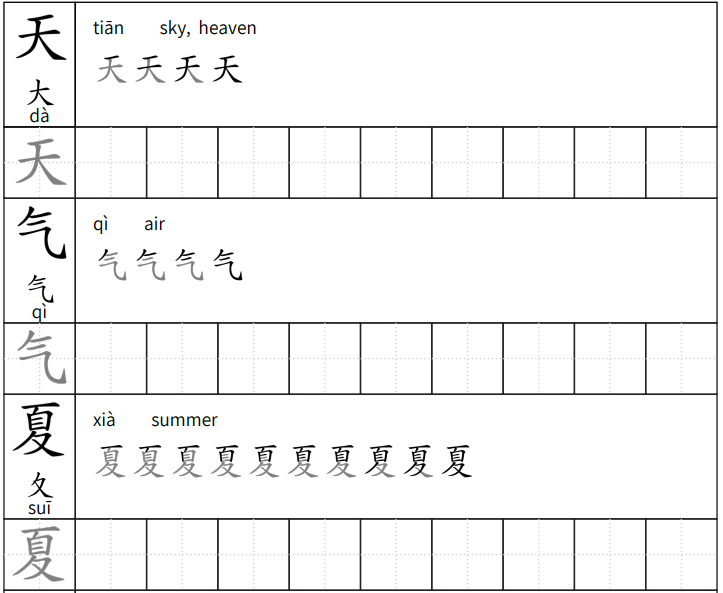 天 tiān sky, heaven
天 天 天 天
大
dà
天
气 qì air
气 气 气 气
气
qì
气
夏 xià summer
夏 夏 夏 夏 夏 夏 夏 夏 夏 夏
夊
suī
夏